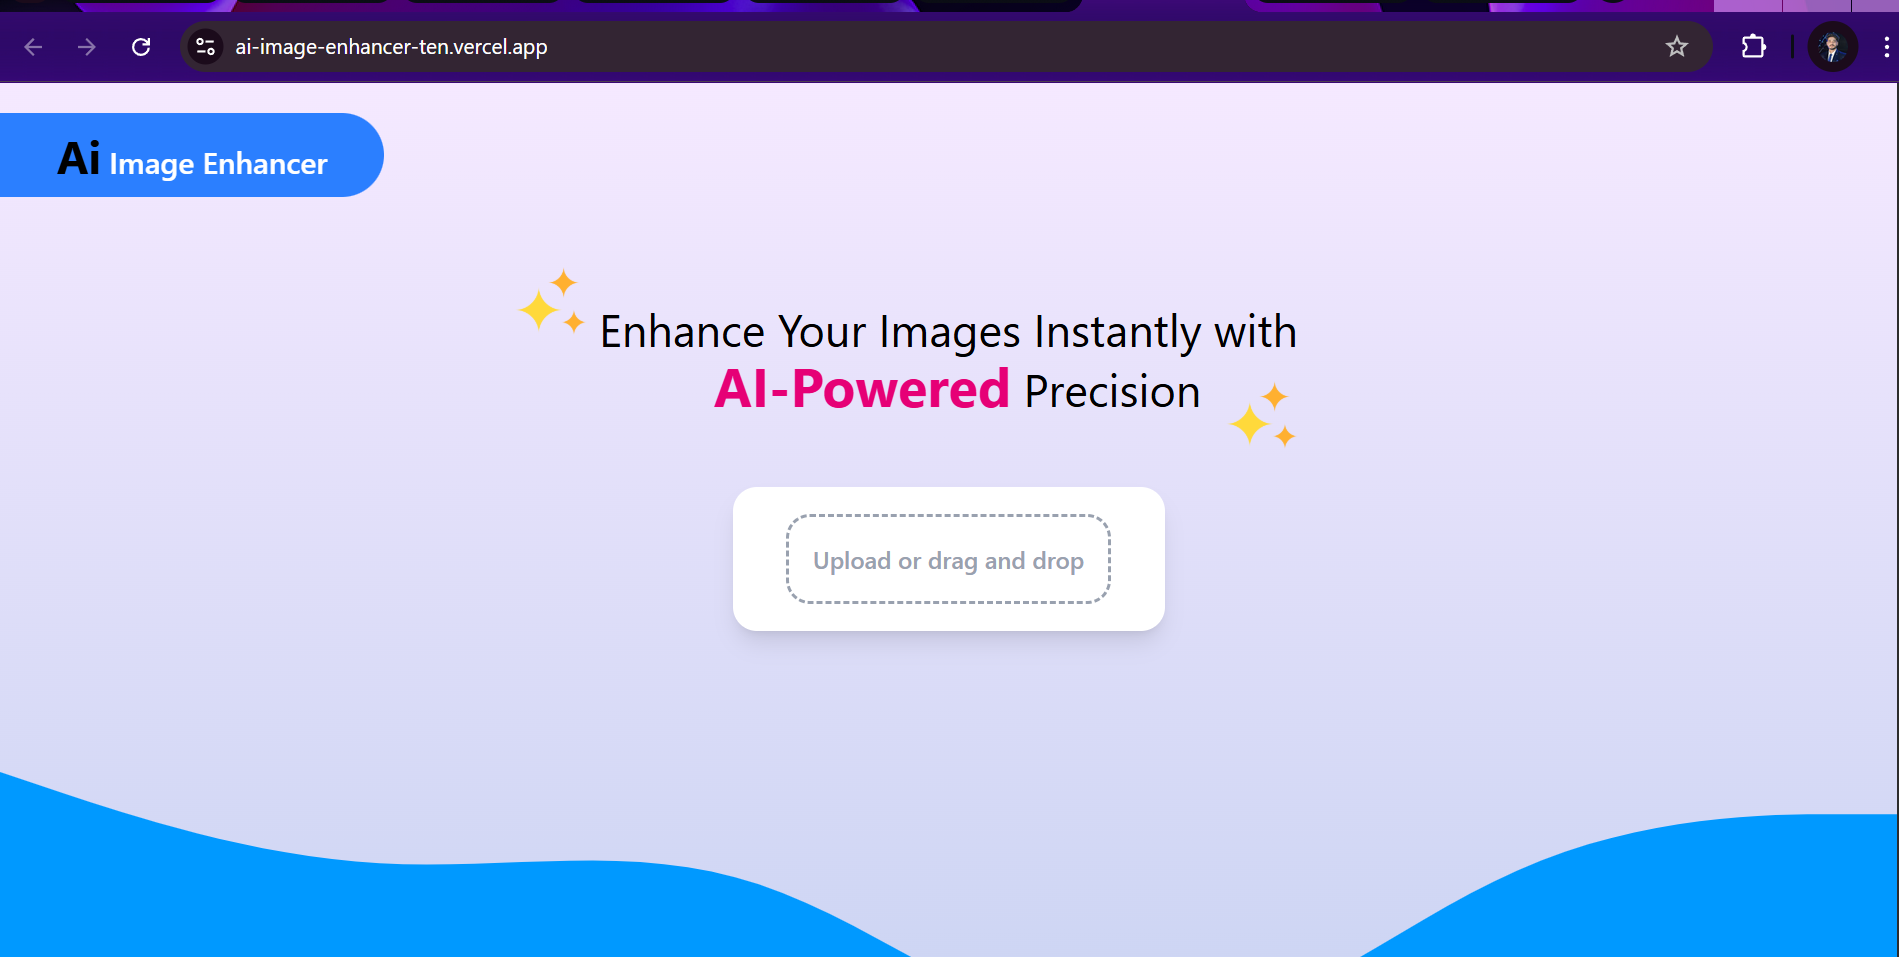 ai-image-enhancer-ten.vercel.app
Ai Image Enhancer
Enhance Your Images Instantly with
AI-Powered Precision
Upload or drag and drop